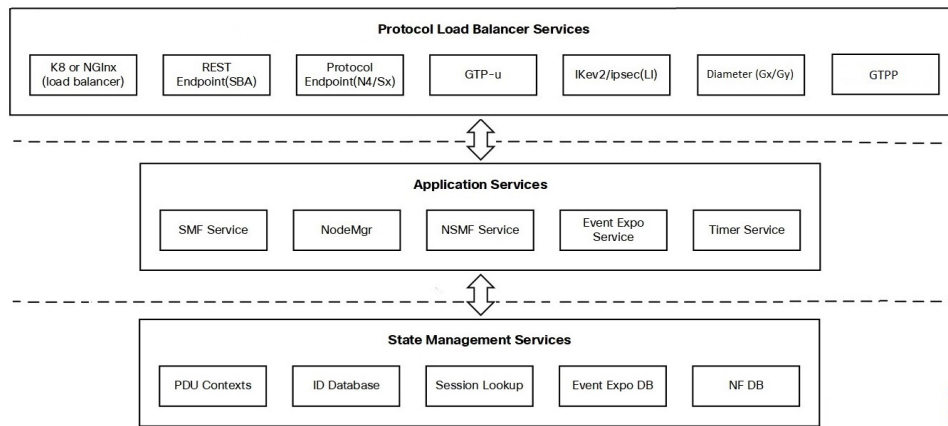 Protocol Load Balancer Services
K8 or NGInx
(load balancer)
REST
Endpoint(SBA)
Protocol
Endpoint(N4/Sx)
GTP-u
IKev2/ipsec(LI)
Diameter (Gx/Gy)
GTPP
Application Services
SMF Service
NodeMgr
NSMF Service
Event Expo
Service
Timer Service
State Management Services
PDU Contexts
ID Database
Session Lookup
Event Expo DB
NF DB